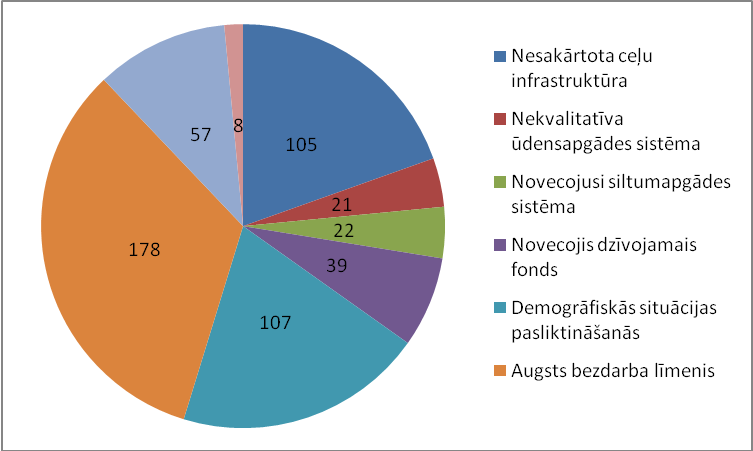 105
21
22
39
107
178
57
8
Nesakārtota ceļu
infrastruktūra
Nekvalitatīva
ūdensapgādes sistēma
Novecojusi siltumapgādes
sistēma
Novecojis dzīvojamais
fonds
Demogrāfiskās situācijas
pasliktināšanās
Augsts bezdarba līmenis